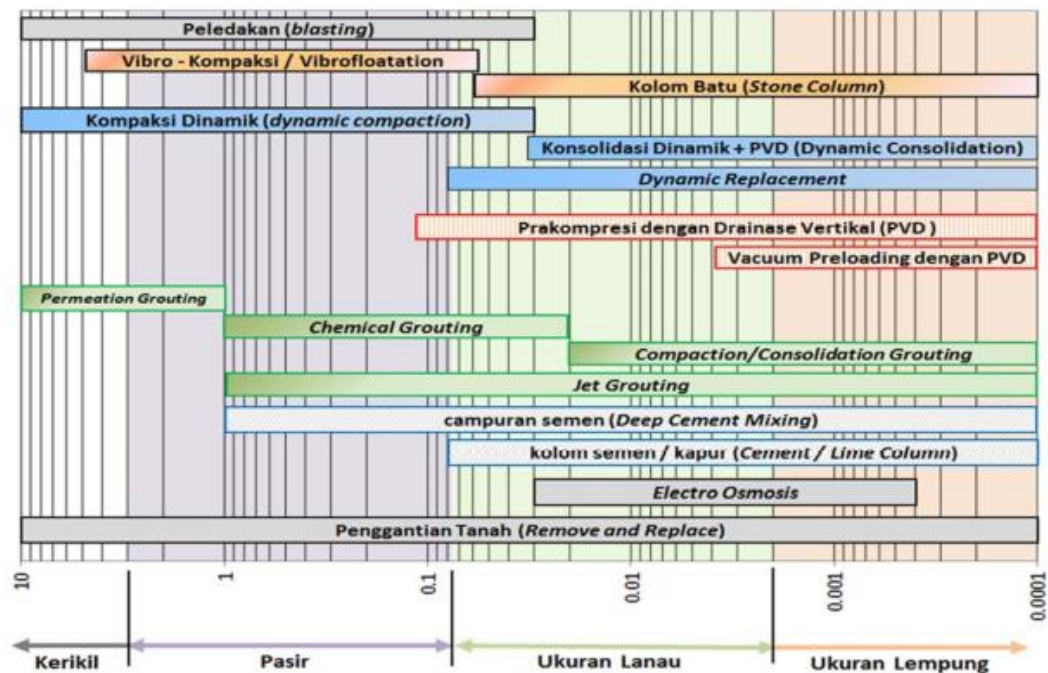 Peledakan (blasting)
Vibro - Kompaksi / Vibrofloatation
Kolom Batu (Stone Column)
Kompaksi Dinamik (dynamic compaction)
Konsolidasi Dinamik + PVD (Dynamic Consolidation)
Dynamic Replacement
Prakompresi dengan Drainase Vertikal (PVD )
Vacuum Preloading dengan PVD
Permeation Grouting
Chemical Grouting
Compaction/Consolidation Grouting
Jet Grouting
campuran semen (Deep Cement Mixing)
kolom semen / kapur (Cement / Lime Column)
Electro Osmosis
Penggantian Tanah (Remove and Replace)
10 1 0.1 0.01 0.001 0.0001
Kerikil Pasir Ukuran Lanau Ukuran Lempung